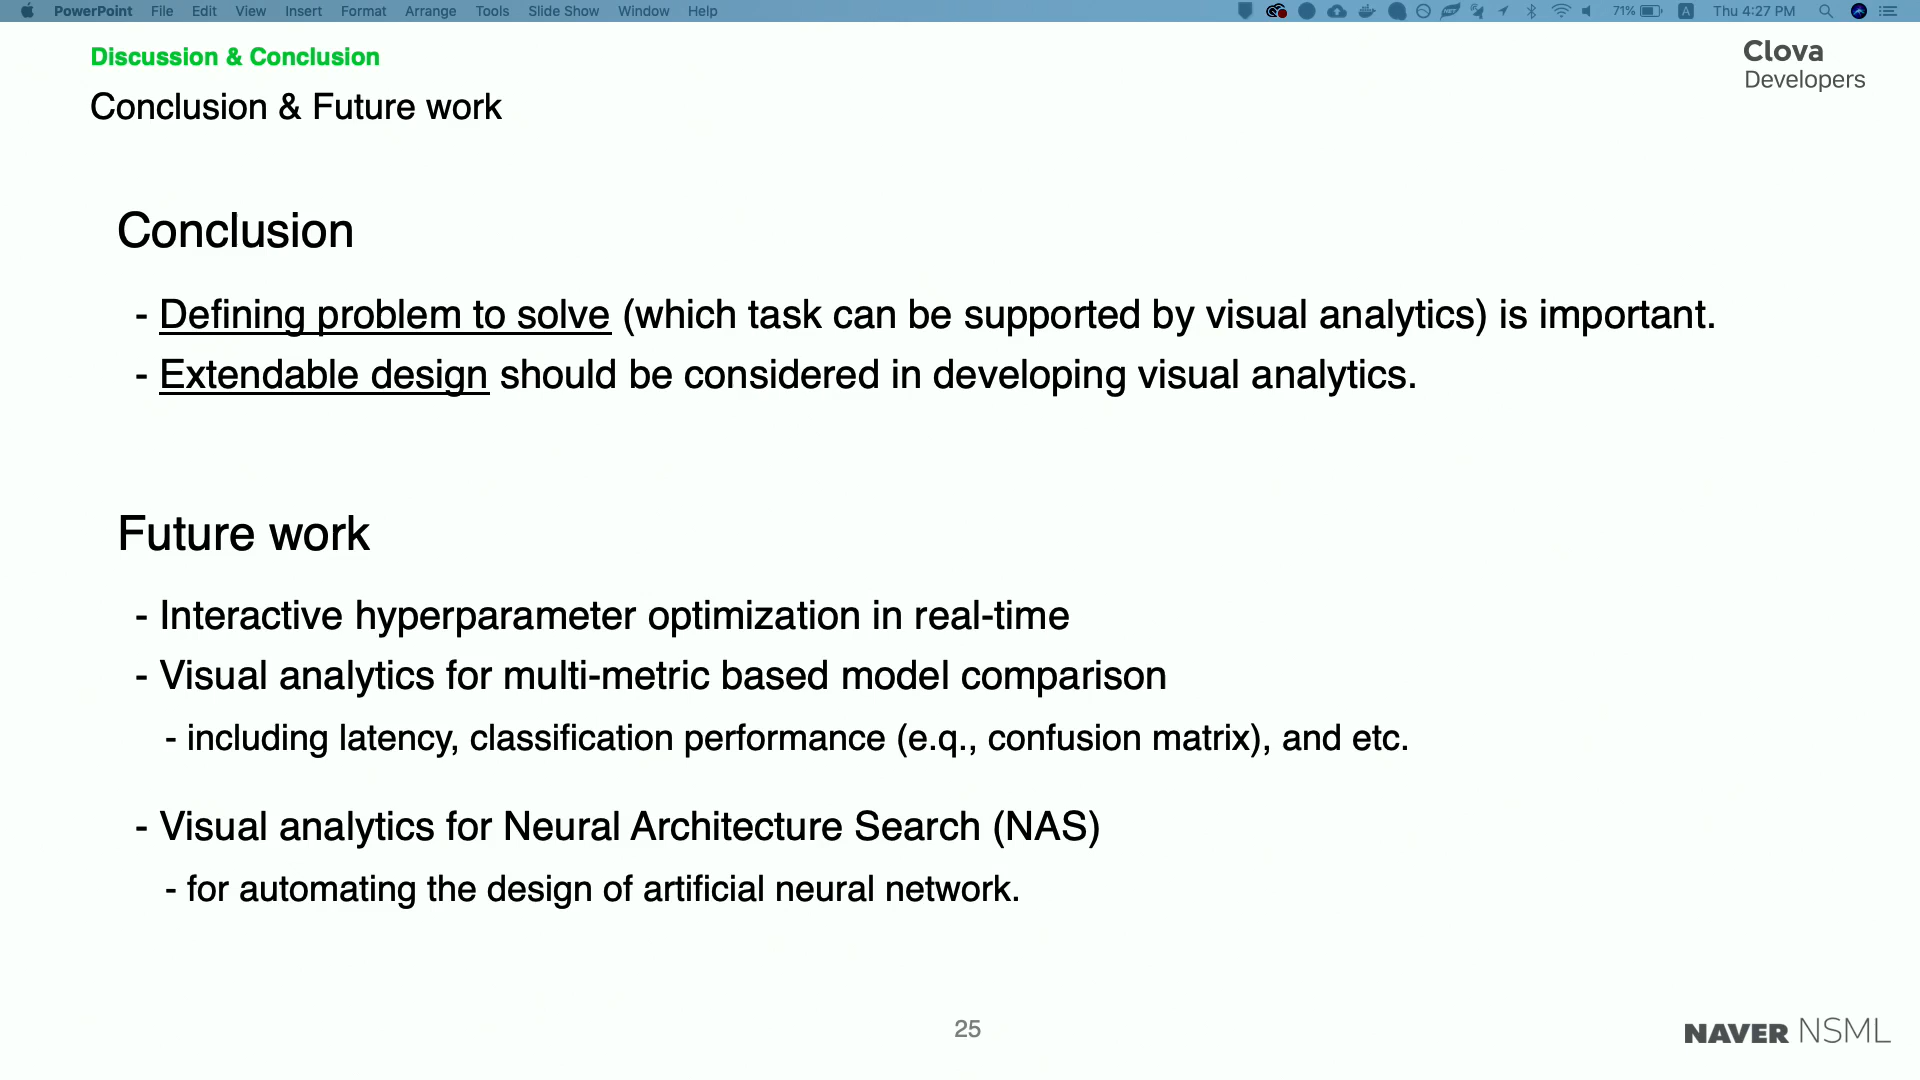 PowerPoint File Edit View Insert Format Arrange Tools Slide Show Window Help 71% A Thu 4:27 PM
Discussion & Conclusion
Clova
Developers
Conclusion & Future work
Conclusion
- Defining problem to solve (which task can be supported by visual analytics) is important.
- Extendable design should be considered in developing visual analytics.
Future work
- Interactive hyperparameter optimization in real-time
- Visual analytics for multi-metric based model comparison
- including latency, classification performance (e.q., confusion matrix), and etc.
- Visual analytics for Neural Architecture Search (NAS)
- for automating the design of artificial neural network.
25
NAVER NSML